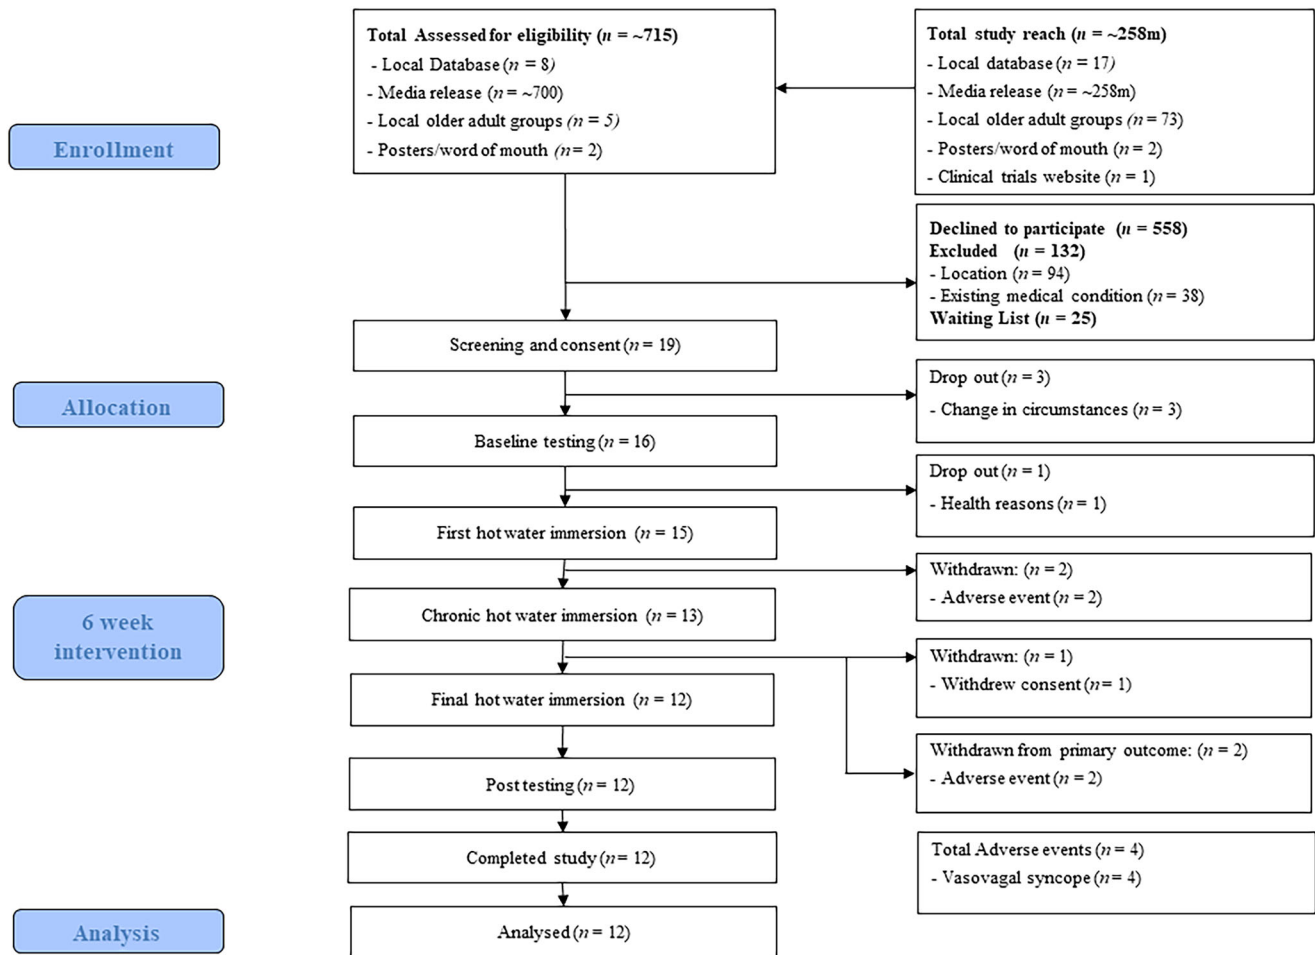 Total Assessed for eligibility (n = ~715)
- Local Database (n = 8)
- Media release (n = ~700)
- Local older adult groups (n = 5)
- Posters/word of mouth (n = 2)
Total study reach (n = ~258m)
- Local database (n = 17)
- Media release (n = ~258m)
- Local older adult groups (n = 73)
- Posters/word of mouth (n = 2)
- Clinical trials website (n = 1)
Enrollment
Declined to participate (n = 558)
Excluded (n = 132)
- Location (n = 94)
- Existing medical condition (n = 38)
Waiting List (n = 25)
Screening and consent (n = 19)
Allocation
Drop out (n = 3)
- Change in circumstances (n = 3)
Baseline testing (n = 16)
Drop out (n = 1)
- Health reasons (n = 1)
First hot water immersion (n = 15)
Withdrawn: (n = 2)
- Adverse event (n = 2)
6 week
intervention
Chronic hot water immersion (n = 13)
Withdrawn: (n = 1)
- Withdrew consent (n = 1)
Final hot water immersion (n = 12)
Withdrawn from primary outcome: (n = 2)
- Adverse event (n = 2)
Post testing (n = 12)
Completed study (n = 12)
Total Adverse events (n = 4)
- Vasovagal syncope (n = 4)
Analysis
Analysed (n = 12)